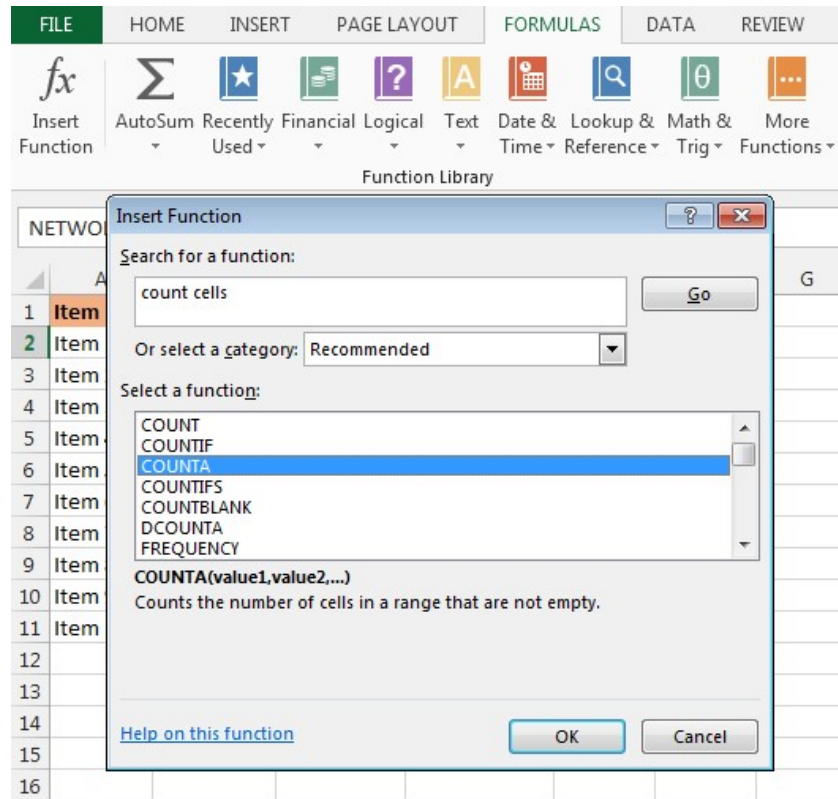 FILE HOME INSERT PAGE LAYOUT FORMULAS DATA REVIEW
fx Σ ? A θ
Insert AutoSum Recently Financial Logical Text Date & Lookup & Math & More
Function Used Time Reference Trig Functions
Function Library
Insert Function ?
Search for a function:
count cells
Go
Or select a category: Recommended
Select a function:
COUNT
COUNTIF
COUNTA
COUNTIFS
COUNTBLANK
DCOUNTA
FREQUENCY
COUNTA(value1,value2,...)
Counts the number of cells in a range that are not empty.
Help on this function OK Cancel
NETWO
A G
1 Item
2 Item
3 Item
4 Item
5 Item
6 Item
7 Item
8 Item
9 Item
10 Item
11 Item
12
13
14
15
16